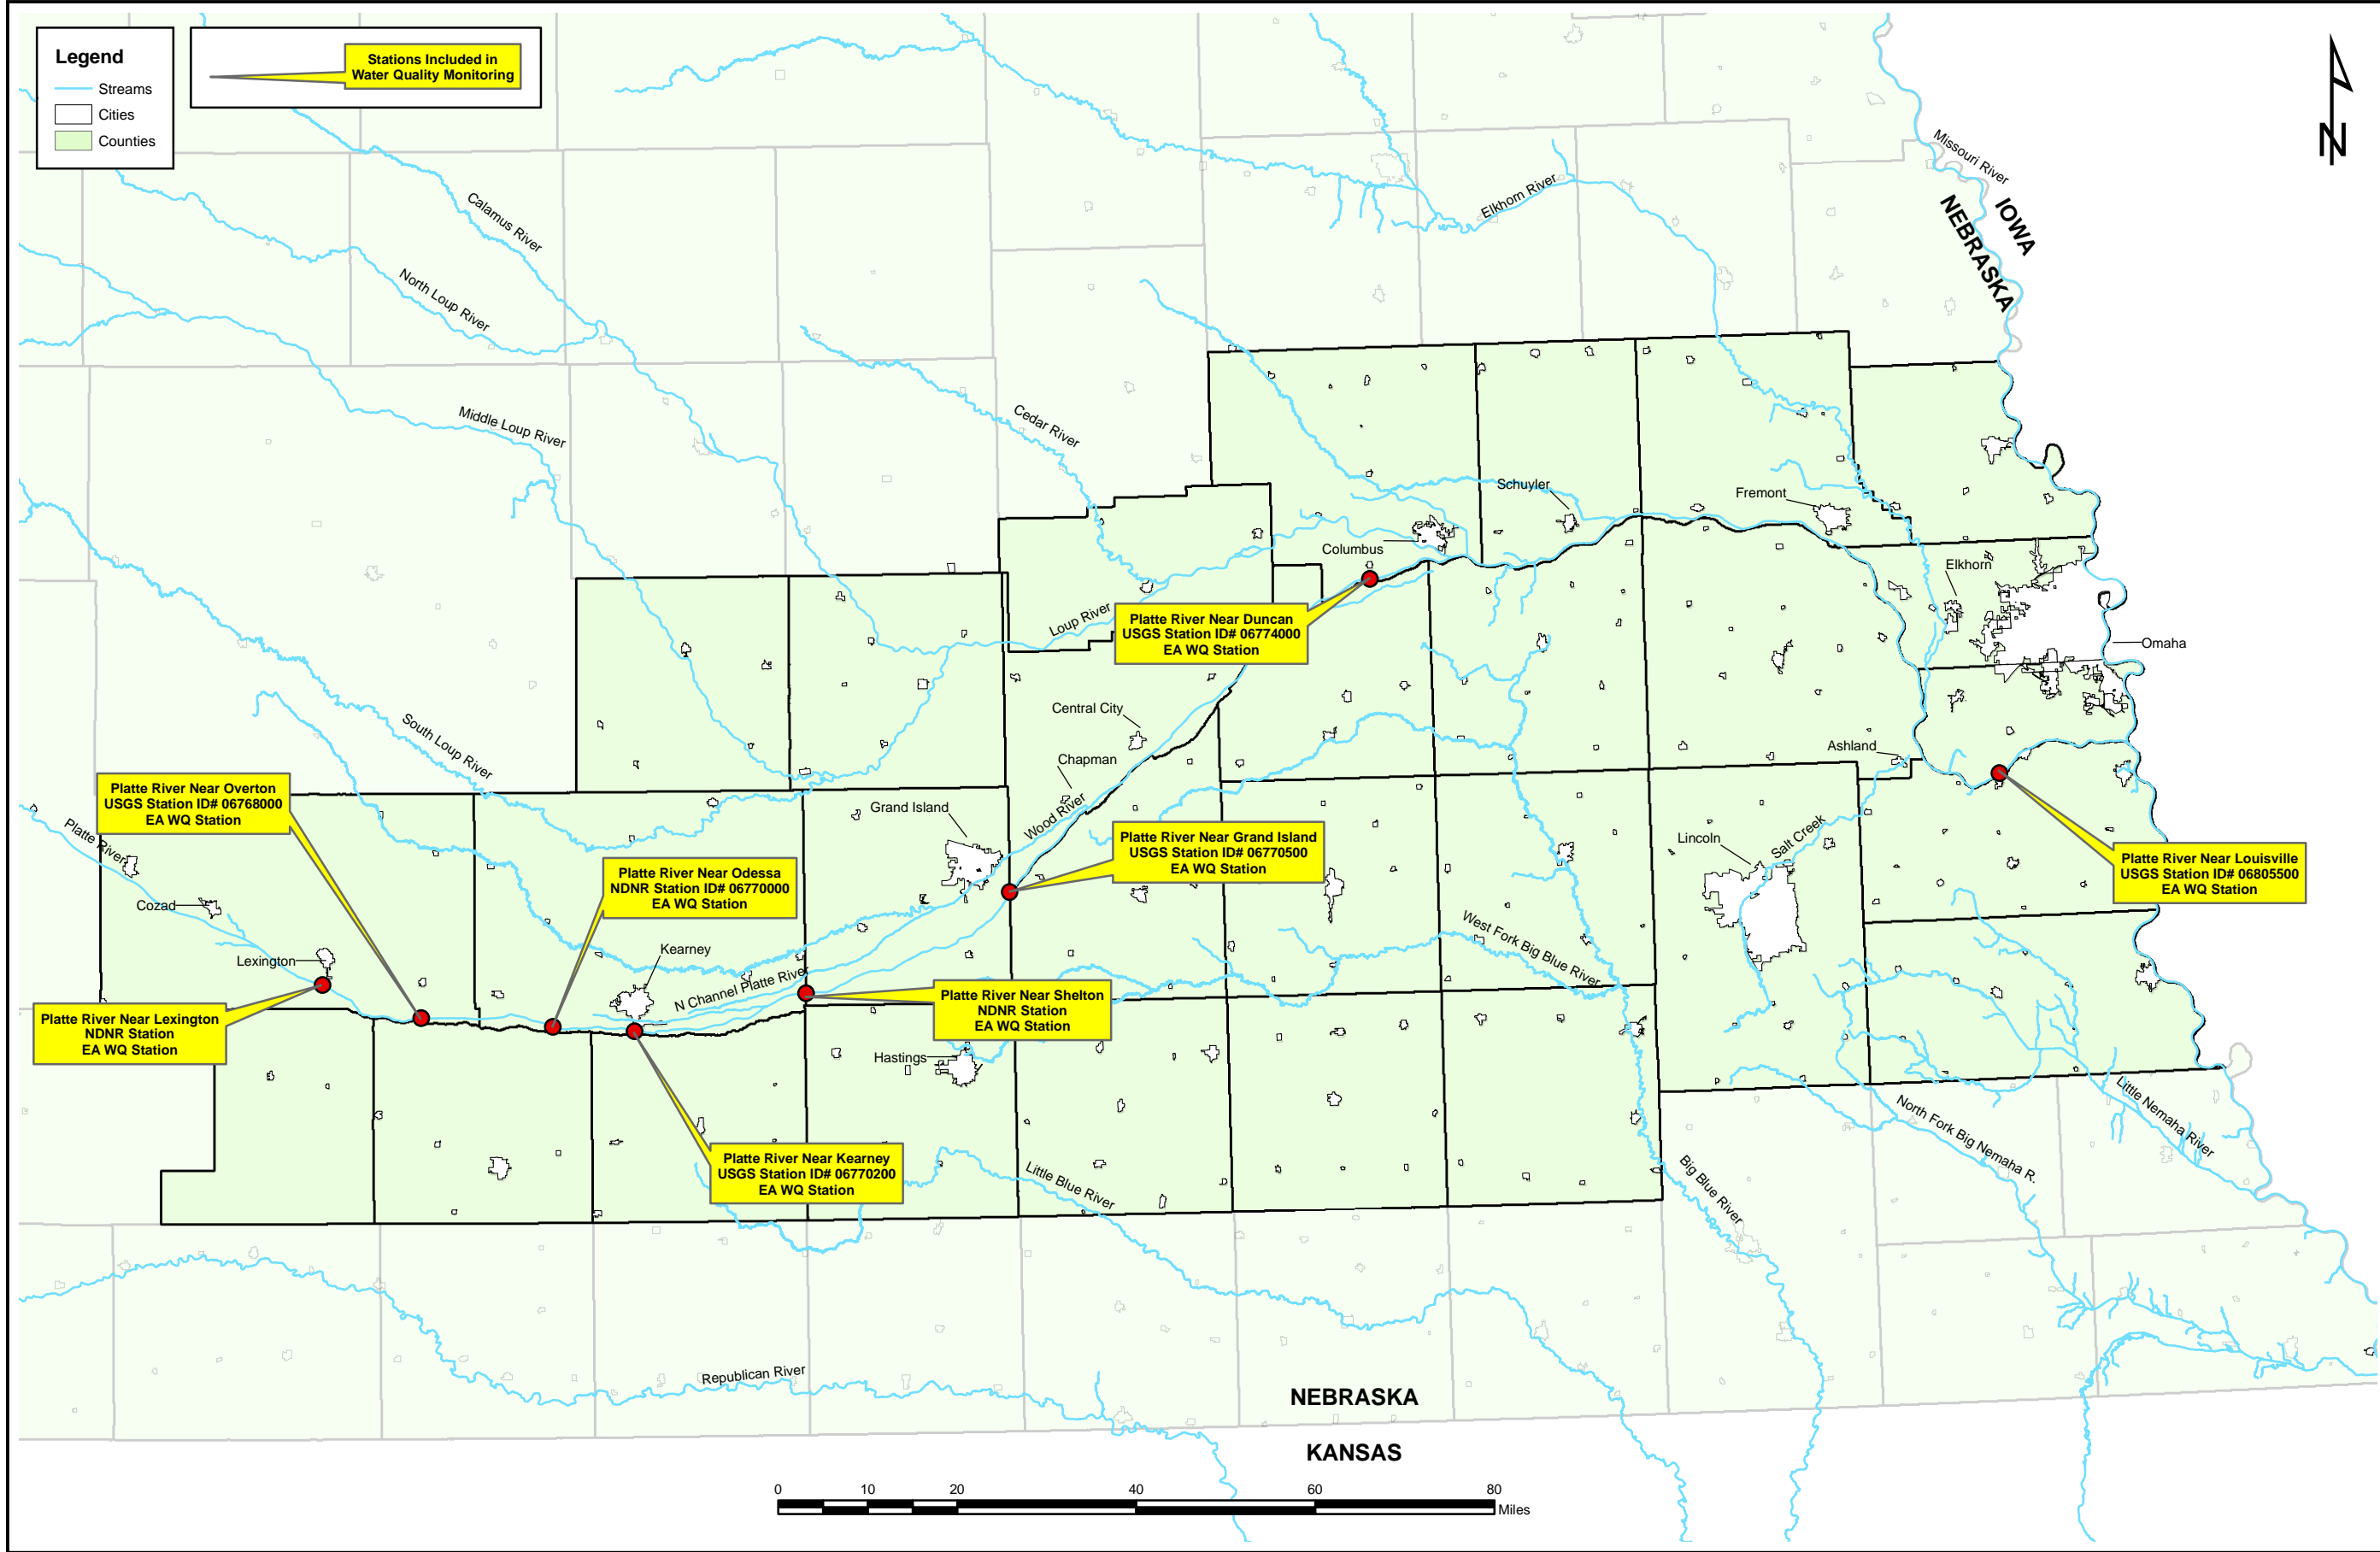 Legend
Streams
Cities
Counties
Stations Included in
Water Quality Monitoring
N
Missouri River
IOWA
NEBRASKA
Elkhorn River
Calamus River
North Loup River
Middle Loup River
Cedar River
Schuyler
Fremont
Columbus
Elkhorn
Omaha
Loup River
Platte River Near Duncan
USGS Station ID# 06774000
EA WQ Station
South Loup River
Central City
Chapman
Ashland
Platte River Near Overton
USGS Station ID# 06768000
EA WQ Station
Platte River
Grand Island
Wood River
Platte River Near Grand Island
USGS Station ID# 06770500
EA WQ Station
Lincoln
Salt Creek
Platte River Near Louisville
USGS Station ID# 06805500
EA WQ Station
Platte River Near Odessa
NDNR Station ID# 06770000
EA WQ Station
Cozad
Lexington
Kearney
N Channel Platte River
West Fork Big Blue River
Platte River Near Shelton
NDNR Station
EA WQ Station
Platte River Near Lexington
NDNR Station
EA WQ Station
Hastings
Platte River Near Kearney
USGS Station ID# 06770200
EA WQ Station
Little Blue River
Big Blue River
North Fork Big Nemaha R.
Little Nemaha River
Republican River
NEBRASKA
KANSAS
0 10 20 40 60 80
Miles